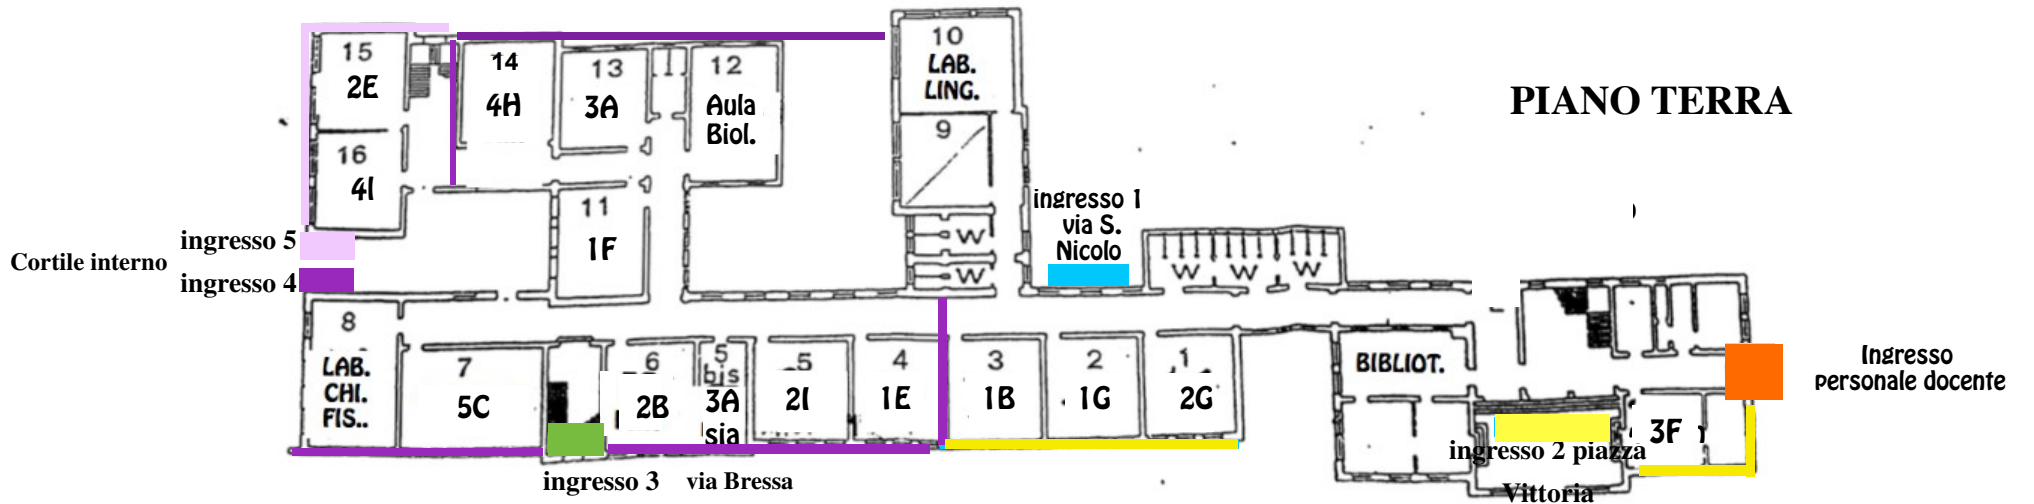 PIANO TERRA
15
2E
16
4I
14
4H
13
3A
12
Aula
Biol.
11
1F
10
LAB.
LING.
9
W
W
ingresso 1
via S.
Nicolo
W
W
W
Cortile interno
ingresso 5
ingresso 4
8
LAB.
CHI.
FIS..
7
5C
6
2B
5
bis
3A
sia
5
2I
4
1E
3
1B
2
1G
1
2G
BIBLIOT.
3F
Ingresso
personale docente
ingresso 2 piazza
Vittoria
ingresso 3
via Bressa